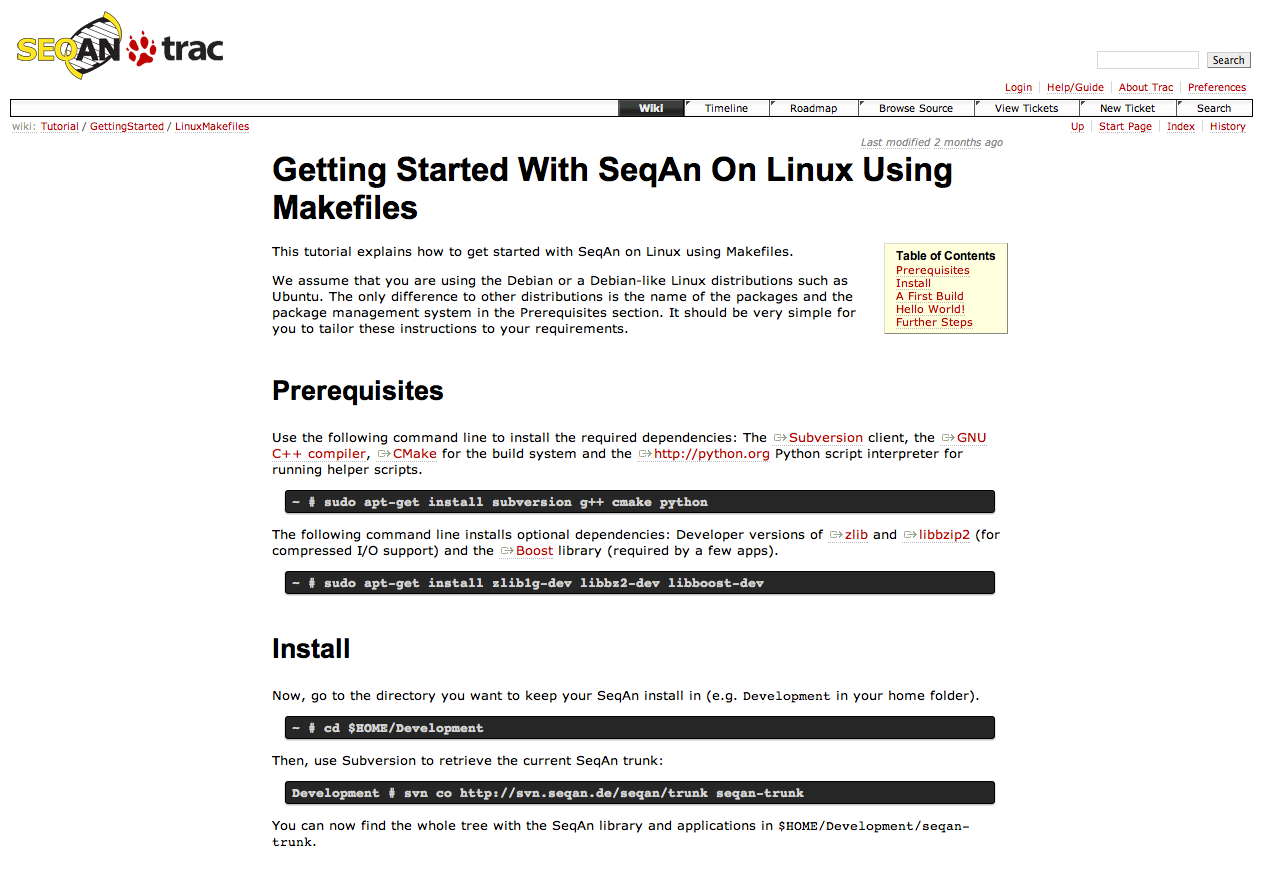 SEQAN trac
Search
Login Help/Guide About Trac Preferences
Wiki Timeline Roadmap Browse Source View Tickets New Ticket Search
wiki: Tutorial / GettingStarted / LinuxMakefiles
Up Start Page Index History
Last modified 2 months ago
Getting Started With SeqAn On Linux Using
Makefiles
This tutorial explains how to get started with SeqAn on Linux using Makefiles.
We assume that you are using the Debian or a Debian-like Linux distributions such as
Ubuntu. The only difference to other distributions is the name of the packages and the
package management system in the Prerequisites section. It should be very simple for
you to tailor these instructions to your requirements.
Table of Contents
Prerequisites
Install
A First Build
Hello World!
Further Steps
Prerequisites
Use the following command line to install the required dependencies: The Subversion client, the GNU
C++ compiler, CMake for the build system and the http://python.org Python script interpreter for
running helper scripts.
~ # sudo apt-get install subversion g++ cmake python
The following command line installs optional dependencies: Developer versions of zlib and libbzip2 (for
compressed I/O support) and the Boost library (required by a few apps).
~ # sudo apt-get install zlib1g-dev libbz2-dev libboost-dev
Install
Now, go to the directory you want to keep your SeqAn install in (e.g. Development in your home folder).
~ # cd $HOME/Development
Then, use Subversion to retrieve the current SeqAn trunk:
Development # svn co http://svn.seqan.de/seqan/trunk seqan-trunk
You can now find the whole tree with the SeqAn library and applications in $HOME/Development/seqan-
trunk.